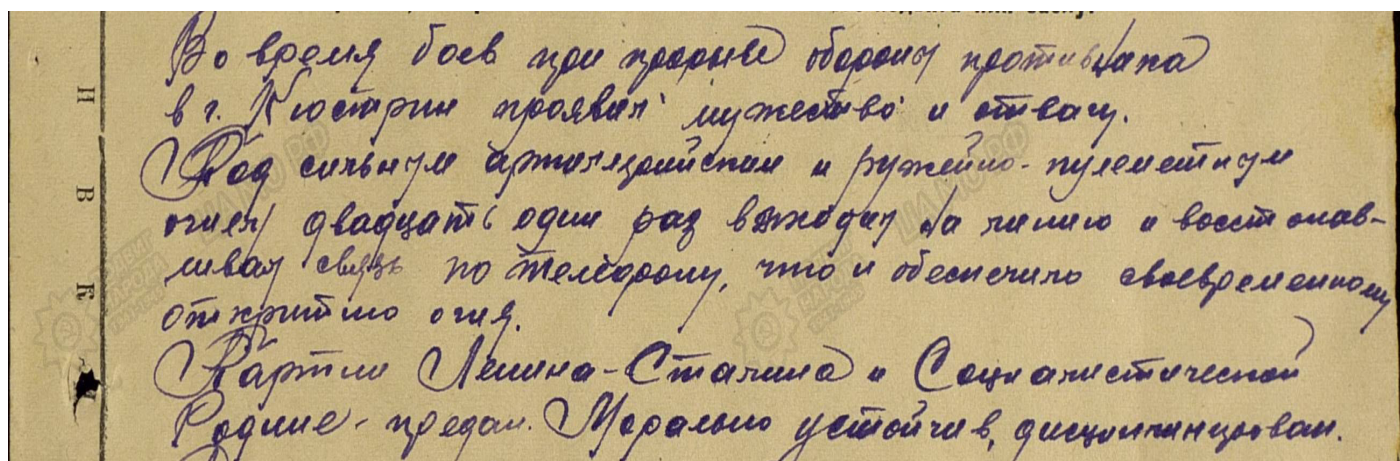 Во время боев при прорыве обороны противника
в г. Кюстрин проявил мужество и отвагу.
Под сильным артиллерийским и ружейно-пулеметным
огнем двадцать один раз выходил на линию и восстонав-
ливал связь по телефону, что и обеспечило своевременному
открытию огня.
Партии Ленина-Сталина и Социалистической
Родине - предан. Морально устойчив, дисциплинирован.